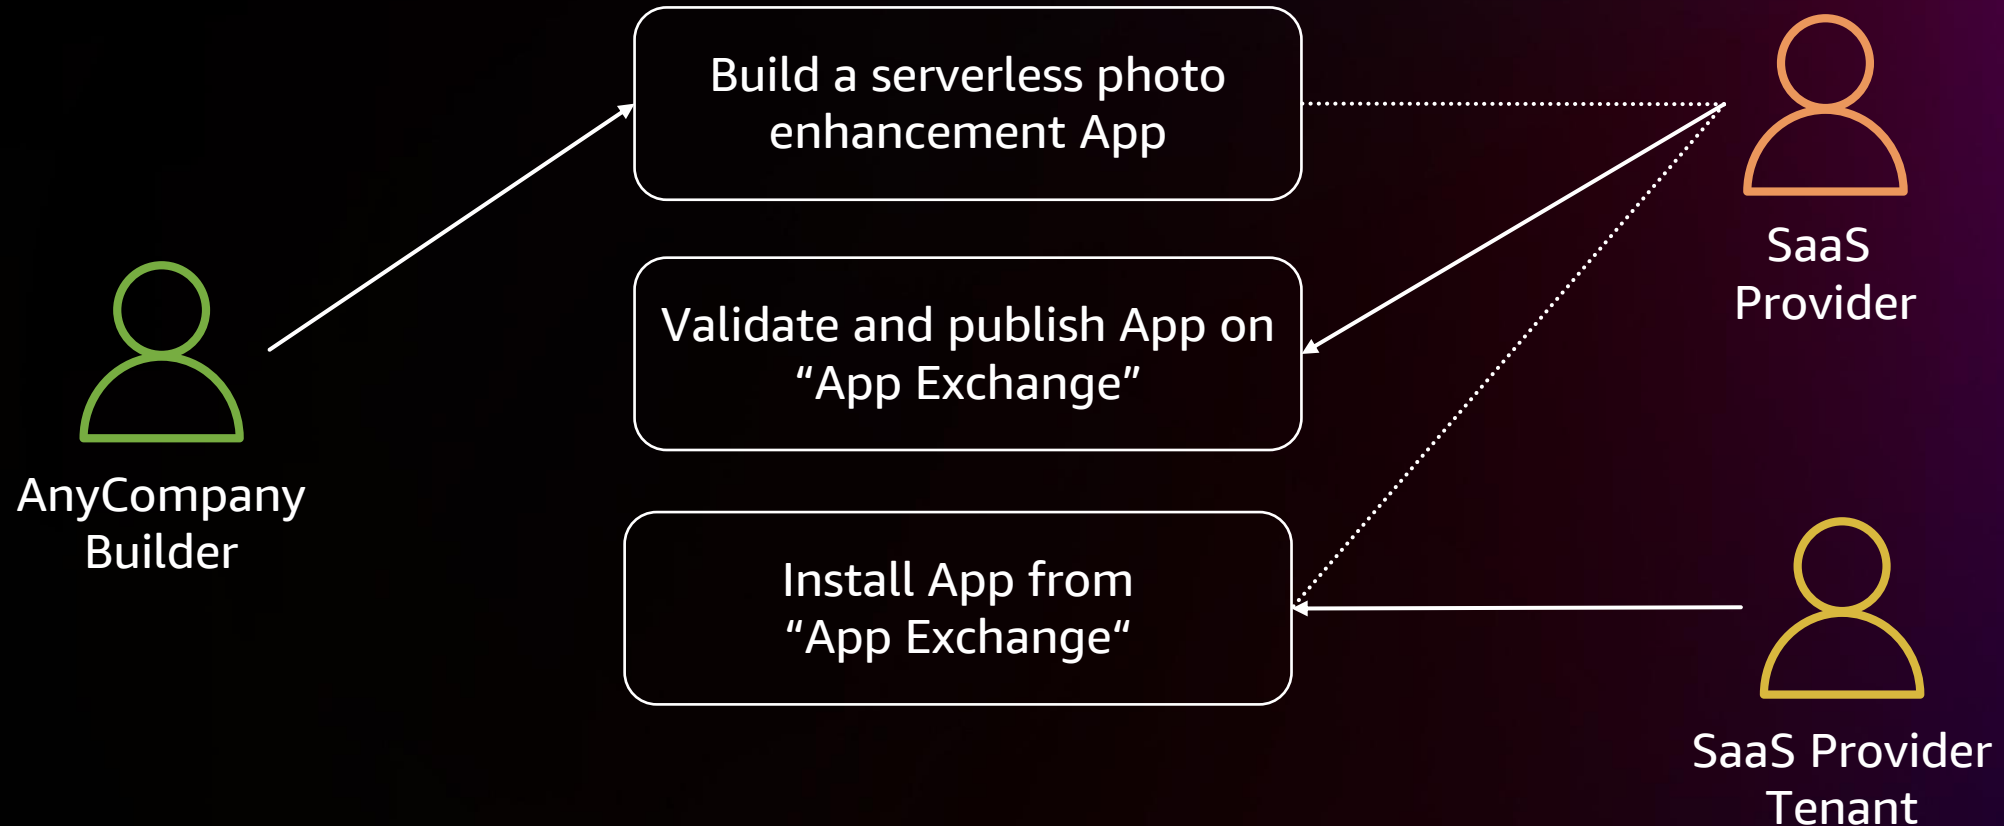 Build a serverless photo
enhancement App
SaaS
Provider
Validate and publish App on
“App Exchange”
AnyCompany
Builder
Install App from
“App Exchange“
SaaS Provider
Tenant